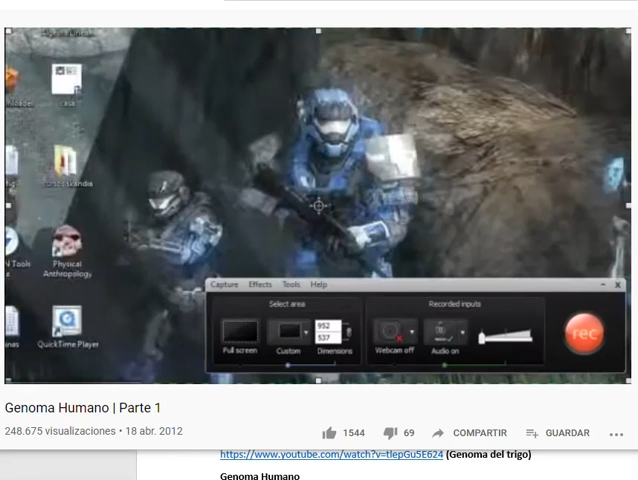 casa
Physical
Anthropology
N Tools
QuickTime Player
Capture Effects Tools Help
Select area
Recorded inputs
952
537
rec
Full screen Custom Dimensions Webcam off Audio on
Genoma Humano | Parte 1
248.675 visualizaciones • 18 abr. 2012
1544 69 COMPARTIR GUARDAR
https://www.youtube.com/watch?v=tlepGu5E624 (Genoma del trigo)
Genoma Humano